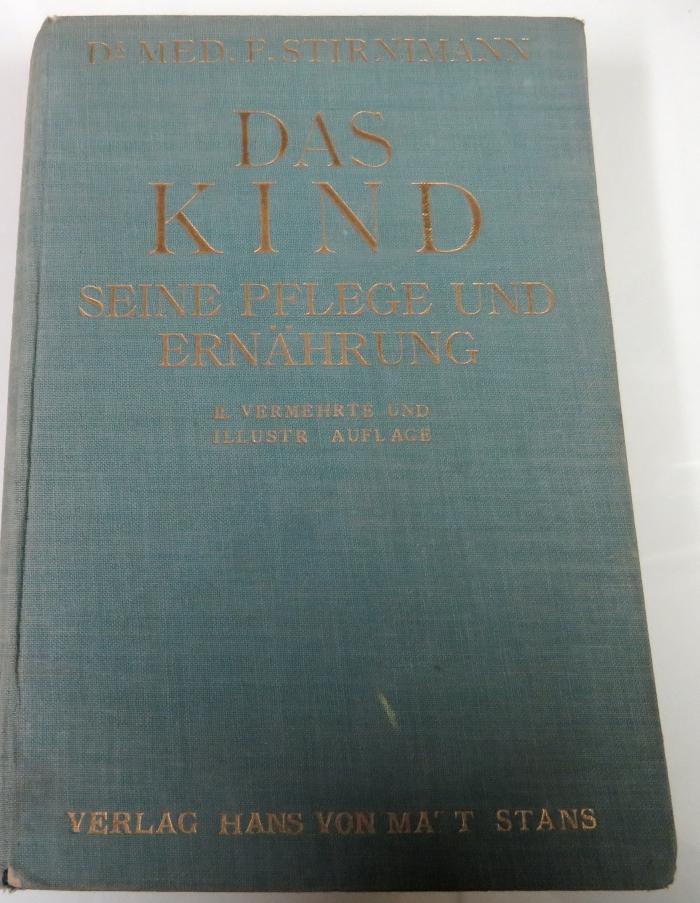 DR MED. F. STIRNIMANN
DAS
KIND
SEINE PFLEGE UND
ERNÄHRUNG
II. VERMEHRTE UND
ILLUSTR AUFLAGE
VERLAG HANS VON MATT STANS